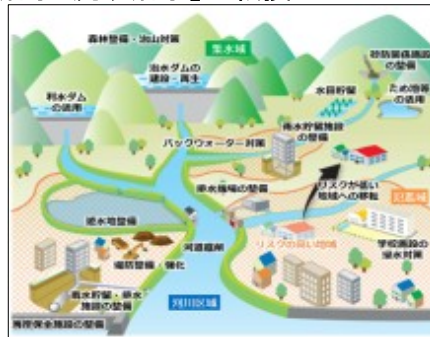 森林整備・治山対策
集水域
治水ダムの
建設・再生
利水ダム
の活用
砂防関係施設
の整備
水田貯留
ため池等
の活用
雨水貯留施設
の整備
バックウォーター対策
排水機場の整備
リスクが低い
地域への移転
氾濫域
リスクの高い地域
学校施設の
浸水対策
遊水地整備
河道掘削
堤防整備・強化
雨水貯留・排水
施設の整備
河川区域
海岸保全施設の整備